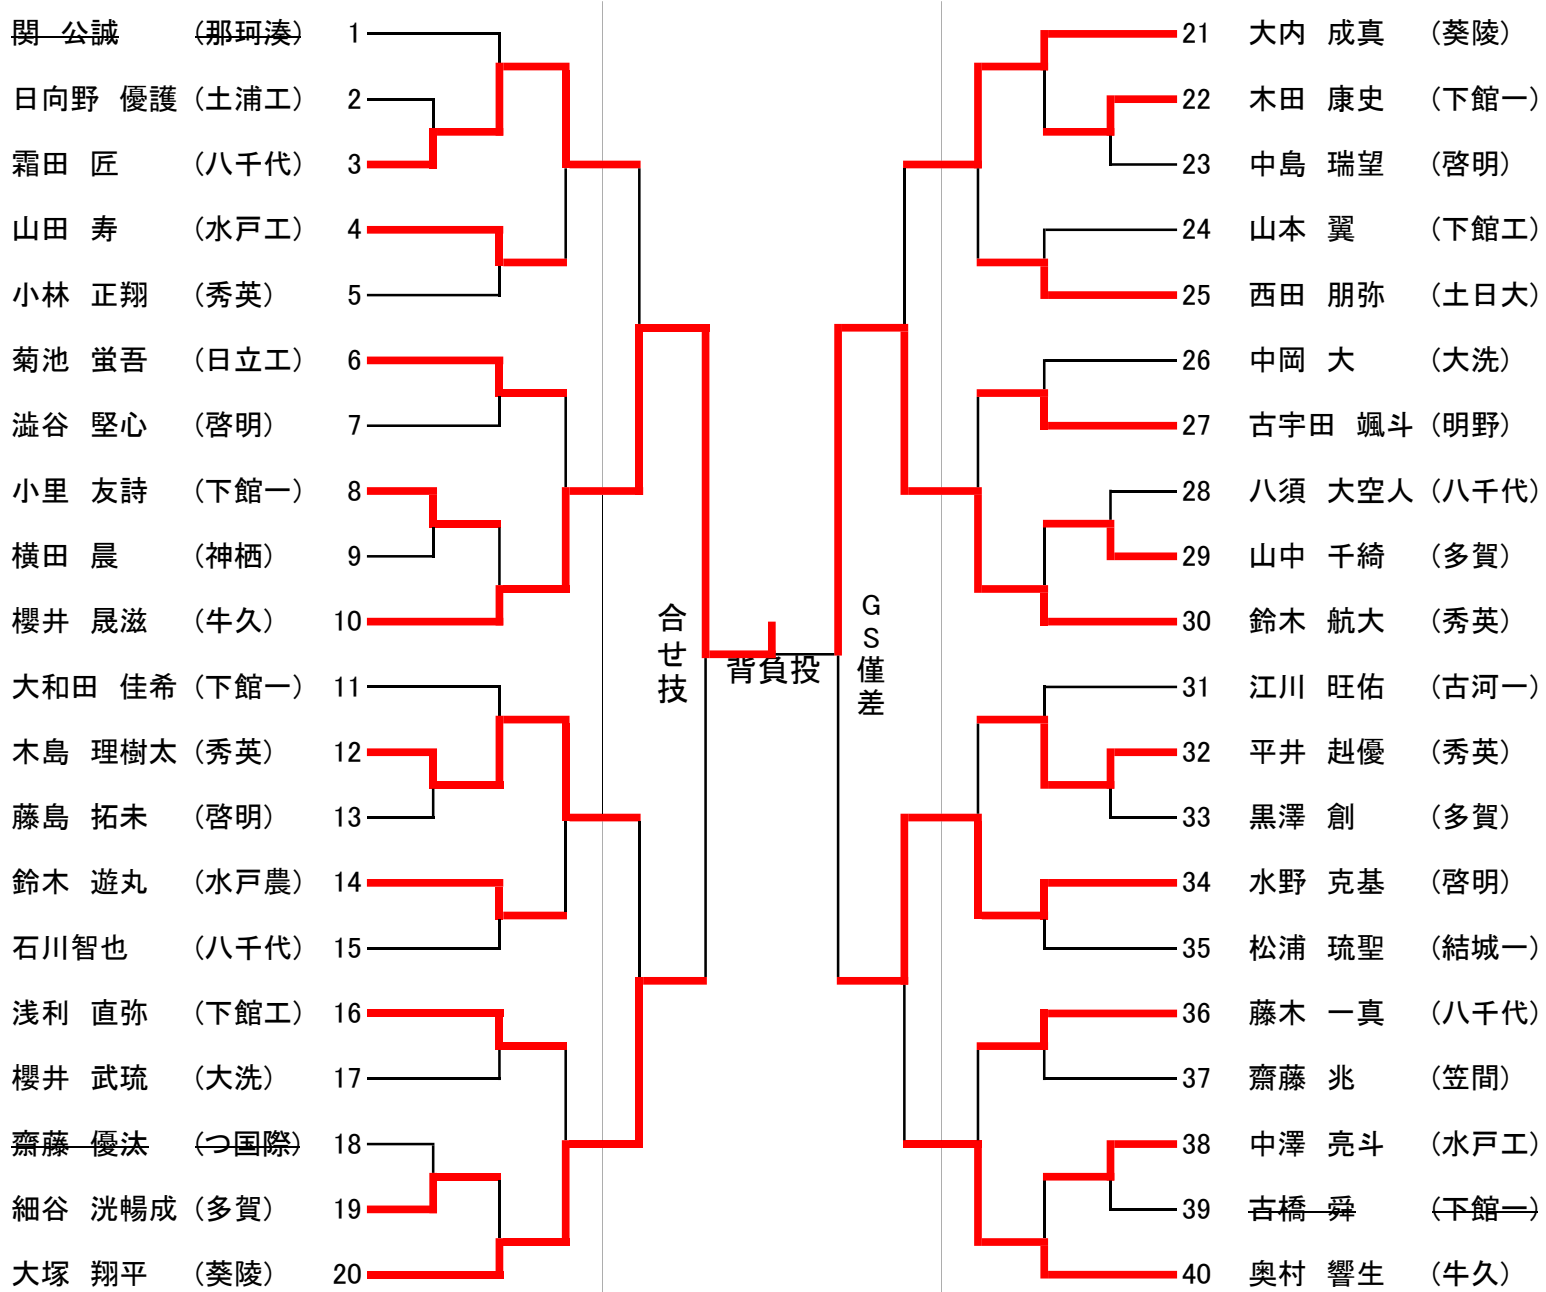 関 公誠 （那珂湊） 1
日向野 優護 （土浦工） 2
霜田 匠 （八千代） 3
山田 寿 （水戸工） 4
小林 正翔 （秀英） 5
菊池 蛍吾 （日立工） 6
澁谷 堅心 （啓明） 7
小里 友詩 （下館一） 8
横田 晨 （神栖） 9
櫻井 晟滋 （牛久） 10
大和田 佳希 （下館一） 11
木島 理樹太 （秀英） 12
藤島 拓未 （啓明） 13
鈴木 遊丸 （水戸農） 14
石川智也 （八千代） 15
浅利 直弥 （下館工） 16
櫻井 武琉 （大洗） 17
齋藤 優汰 （つ国際） 18
細谷 洸暢成 （多賀） 19
大塚 翔平 （葵陵） 20
合せ技
背負投
GS僅差
21 大内 成真 （葵陵）
22 木田 康史 （下館一）
23 中島 瑞望 （啓明）
24 山本 翼 （下館工）
25 西田 朋弥 （土日大）
26 中岡 大 （大洗）
27 古宇田 颯斗 （明野）
28 八須 大空人 （八千代）
29 山中 千綺 （多賀）
30 鈴木 航大 （秀英）
31 江川 旺佑 （古河一）
32 平井 赳優 （秀英）
33 黒澤 創 （多賀）
34 水野 克基 （啓明）
35 松浦 琉聖 （結城一）
36 藤木 一真 （八千代）
37 齋藤 兆 （笠間）
38 中澤 亮斗 （水戸工）
39 古橋 舜 （下館一）
40 奥村 響生 （牛久）